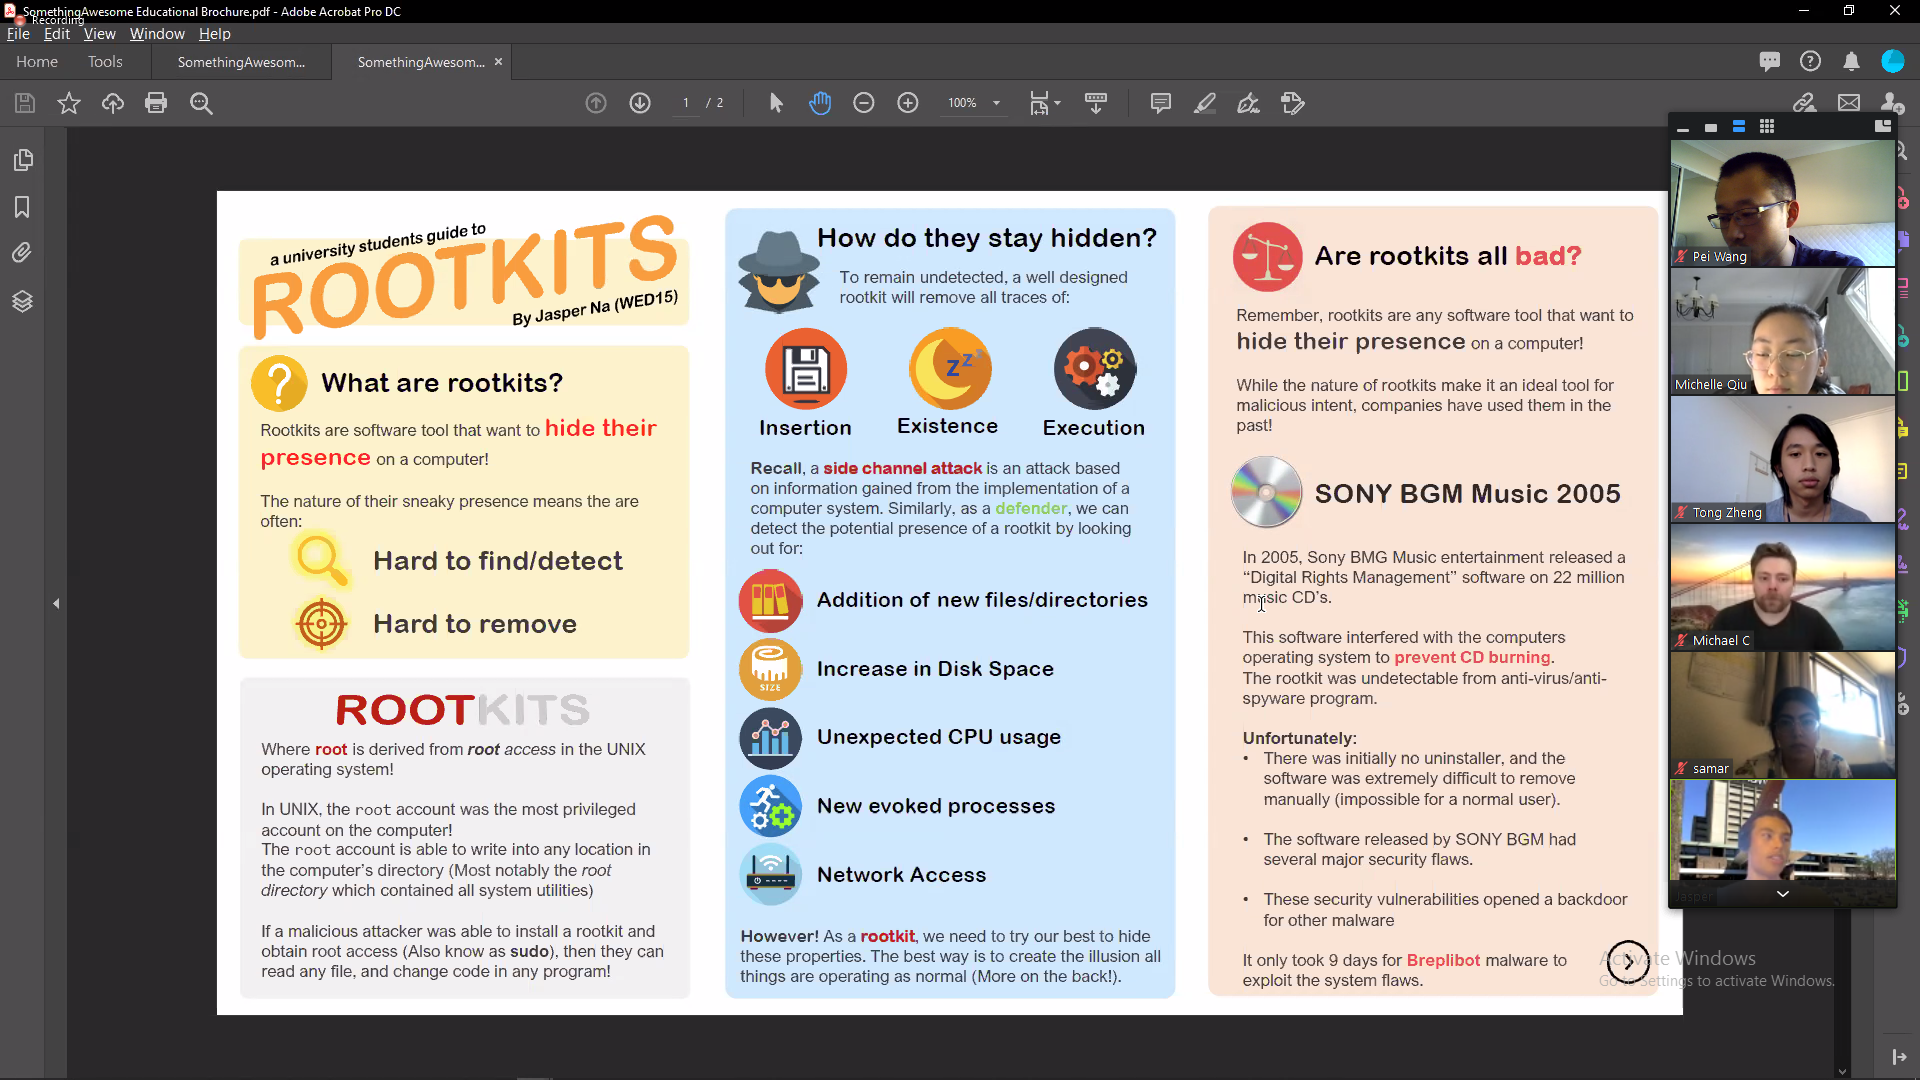 SomethingAwesome Educational Brochure.pdf - Adobe Acrobat Pro DC
Recording
File Edit View Window Help
Home Tools SomethingAwesom... SomethingAwesom... ×
1 / 2 100%
a university students guide to
ROOTKITS
By Jasper Na (WED15)
What are rootkits?
Rootkits are software tool that want to hide their
presence on a computer!
The nature of their sneaky presence means the are
often:
Hard to find/detect
Hard to remove
ROOTKITS
Where root is derived from root access in the UNIX
operating system!
In UNIX, the root account was the most privileged
account on the computer!
The root account is able to write into any location in
the computer's directory (Most notably the root
directory which contained all system utilities)
If a malicious attacker was able to install a rootkit and
obtain root access (Also know as sudo), then they can
read any file, and change code in any program!
How do they stay hidden?
To remain undetected, a well designed
rootkit will remove all traces of:
zzz
Insertion Existence Execution
Recall, a side channel attack is an attack based
on information gained from the implementation of a
computer system. Similarly, as a defender, we can
detect the potential presence of a rootkit by looking
out for:
Addition of new files/directories
SIZE
Increase in Disk Space
Unexpected CPU usage
New evoked processes
Network Access
However! As a rootkit, we need to try our best to hide
these properties. The best way is to create the illusion all
things are operating as normal (More on the back!).
Are rootkits all bad?
Remember, rootkits are any software tool that want to
hide their presence on a computer!
While the nature of rootkits make it an ideal tool for
malicious intent, companies have used them in the
past!
SONY BGM Music 2005
In 2005, Sony BMG Music entertainment released a
“Digital Rights Management” software on 22 million
music CD's.
This software interfered with the computers
operating system to prevent CD burning.
The rootkit was undetectable from anti-virus/anti-
spyware program.
Unfortunately:
• There was initially no uninstaller, and the
software was extremely difficult to remove
manually (impossible for a normal user).
• The software released by SONY BGM had
several major security flaws.
• These security vulnerabilities opened a backdoor
for other malware
It only took 9 days for Breplibot malware to
exploit the system flaws.
Pei Wang
Michelle Qiu
Tong Zheng
Michael C
samar
Jasper
Activate Windows
Go to Settings to activate Windows.